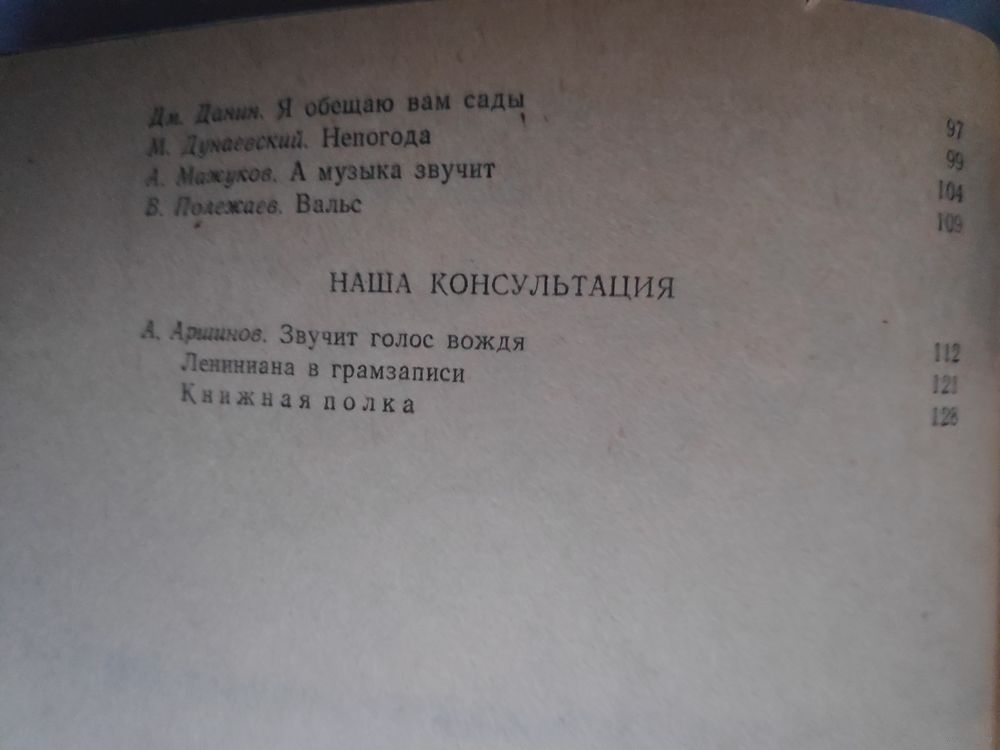 Дм. Данин. Я обещаю вам сады 97
М. Дунаевский. Непогода 99
А. Мажуков. А музыка звучит 104
В. Полежаев. Вальс 109
НАША КОНСУЛЬТАЦИЯ
А. Аршинов. Звучит голос вождя 112
Лениниана в грамзаписи 121
Книжная полка 128